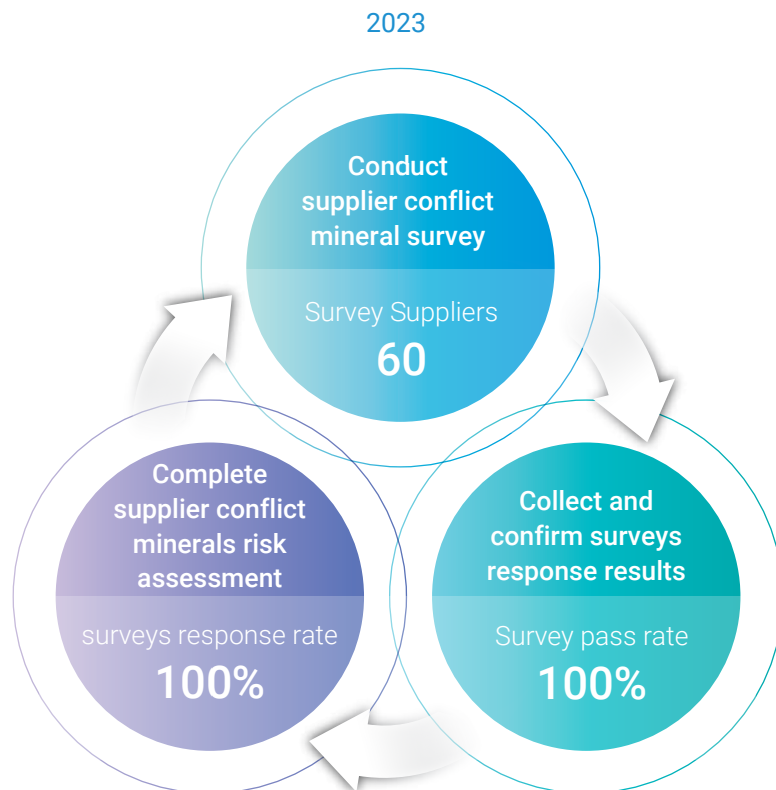 2023
Conduct
supplier conflict
mineral survey
Survey Suppliers
60
Collect and
confirm surveys
response results
Survey pass rate
100%
Complete
supplier conflict
minerals risk
assessment
surveys response rate
100%